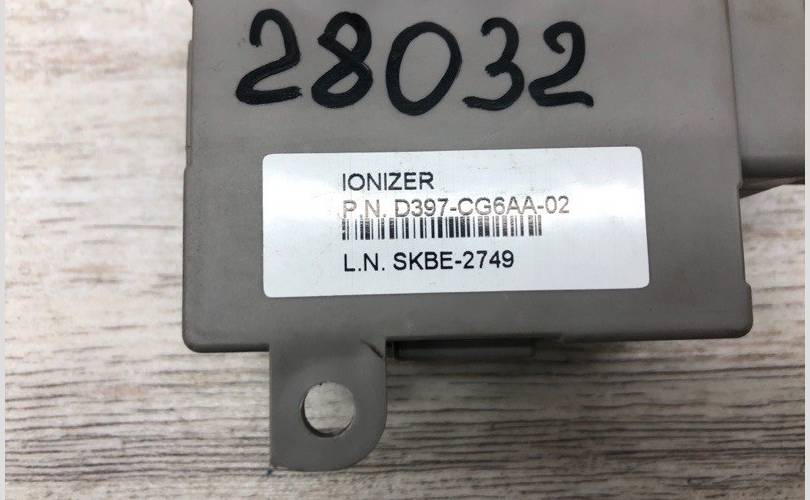 28032
IONIZER
P.N. D397-CG6AA-02
L.N. SKBE-2749